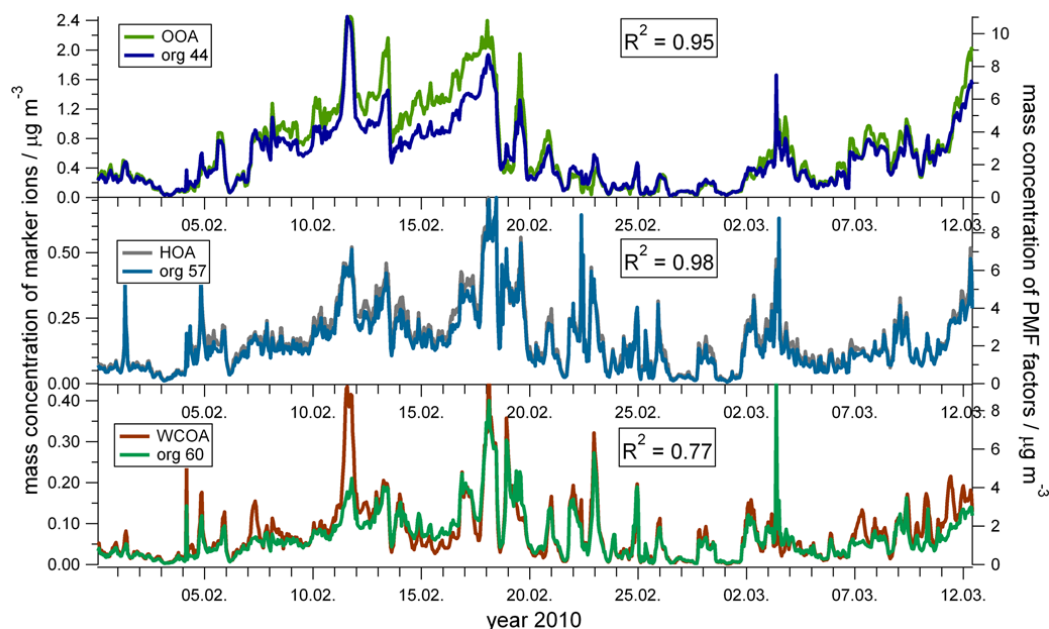 mass concentration of marker ions / µg m⁻³
mass concentration of PMF factors / µg m⁻³
2.4
2.0
1.6
1.2
0.8
0.4
0.0
OOA
org 44
R² = 0.95
10
8
6
4
2
0
05.02. 10.02. 15.02. 20.02. 25.02. 02.03. 07.03. 12.03.
0.50
0.25
0.00
HOA
org 57
R² = 0.98
8
6
4
2
0
05.02. 10.02. 15.02. 20.02. 25.02. 02.03. 07.03. 12.03.
0.40
0.30
0.20
0.10
0.00
WCOA
org 60
R² = 0.77
8
6
4
2
0
05.02. 10.02. 15.02. 20.02. 25.02. 02.03. 07.03. 12.03.
year 2010